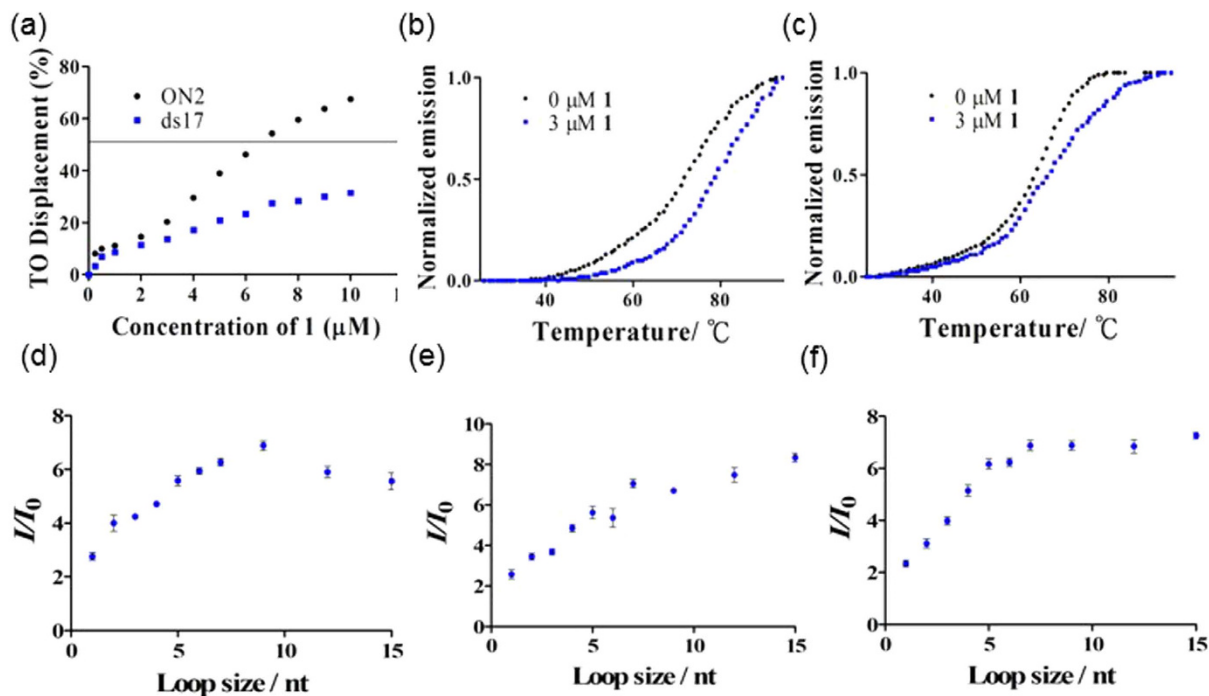 (a)
TO Displacement (%)
80
60
40
20
0
ON2
ds17
0 2 4 6 8 10 1
Concentration of 1 (μM)
(b)
Normalized emission
1.0
0.5
0.0
0 μM 1
3 μM 1
40 60 80
Temperature/ ℃
(c)
Normalized emission
1.0
0.5
0.0
0 μM 1
3 μM 1
40 60 80
Temperature/ ℃
(d)
I/I0
8
6
4
2
0
0 5 10 15
Loop size / nt
(e)
I/I0
10
8
6
4
2
0
0 5 10 15
Loop size / nt
(f)
I/I0
8
6
4
2
0
0 5 10 15
Loop size / nt